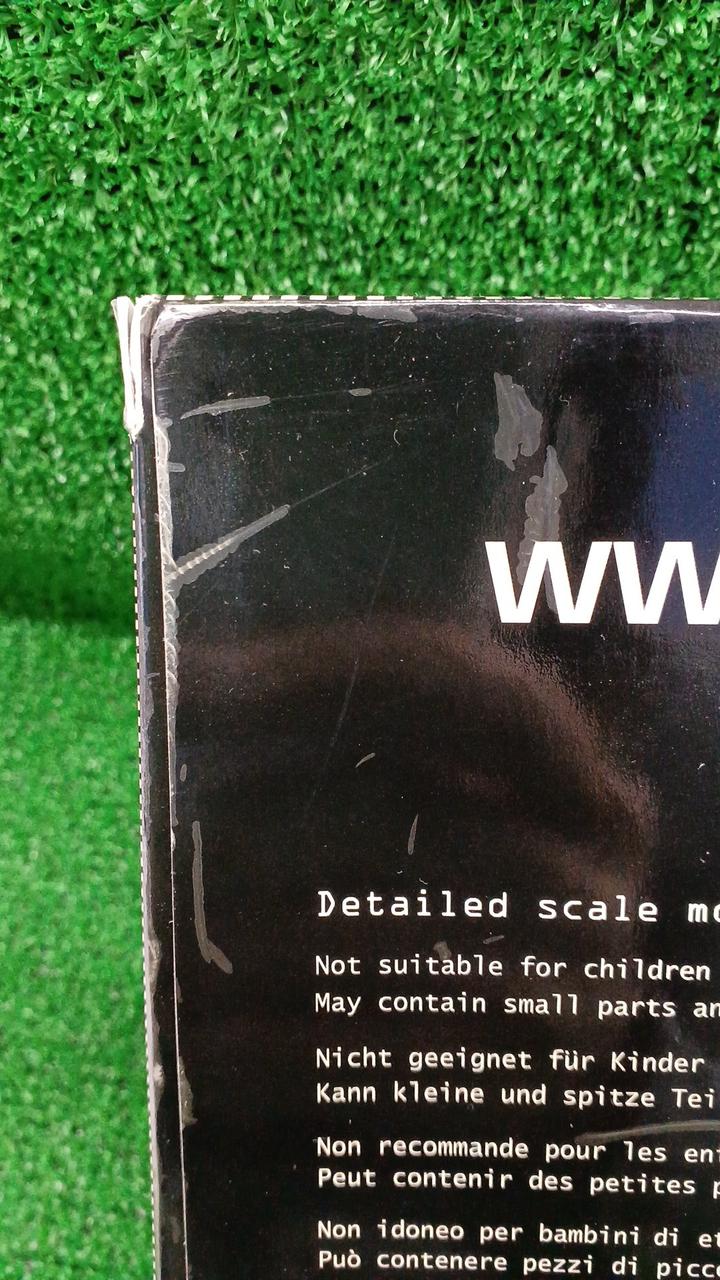 WW
Detailed scale
Not suitable for children
May contain small parts
Nicht geeignet für Kinder
Kann kleine und spitze
Non recommande pour les
Peut contenir des petites
Non idoneo per bambini di
Può contenere pezzi di